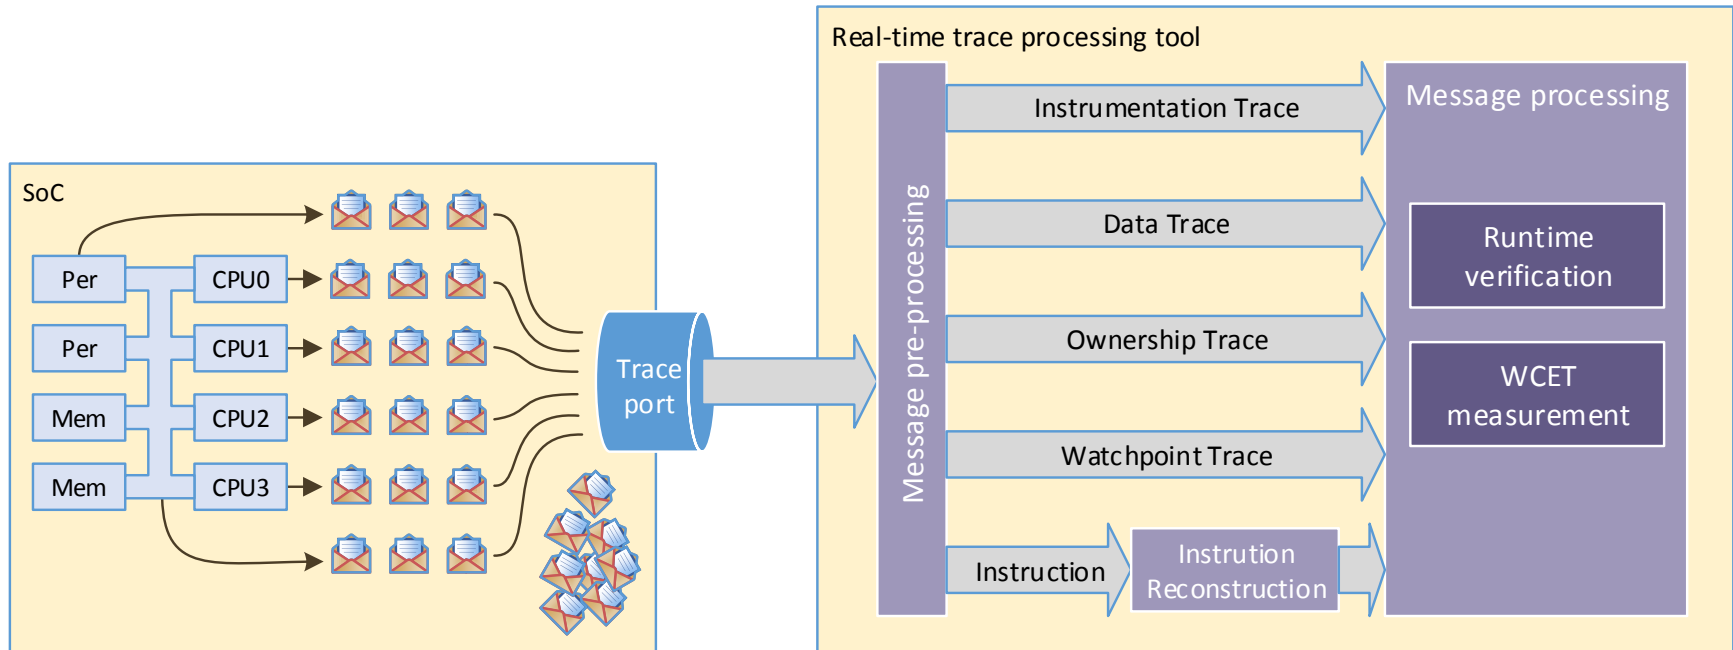 Real-time trace processing tool
SoC
Per
CPU0
Per
CPU1
Mem
CPU2
Mem
CPU3
Trace
port
Message pre-processing
Instrumentation Trace
Data Trace
Ownership Trace
Watchpoint Trace
Instruction
Instrution
Reconstruction
Message processing
Runtime
verification
WCET
measurement